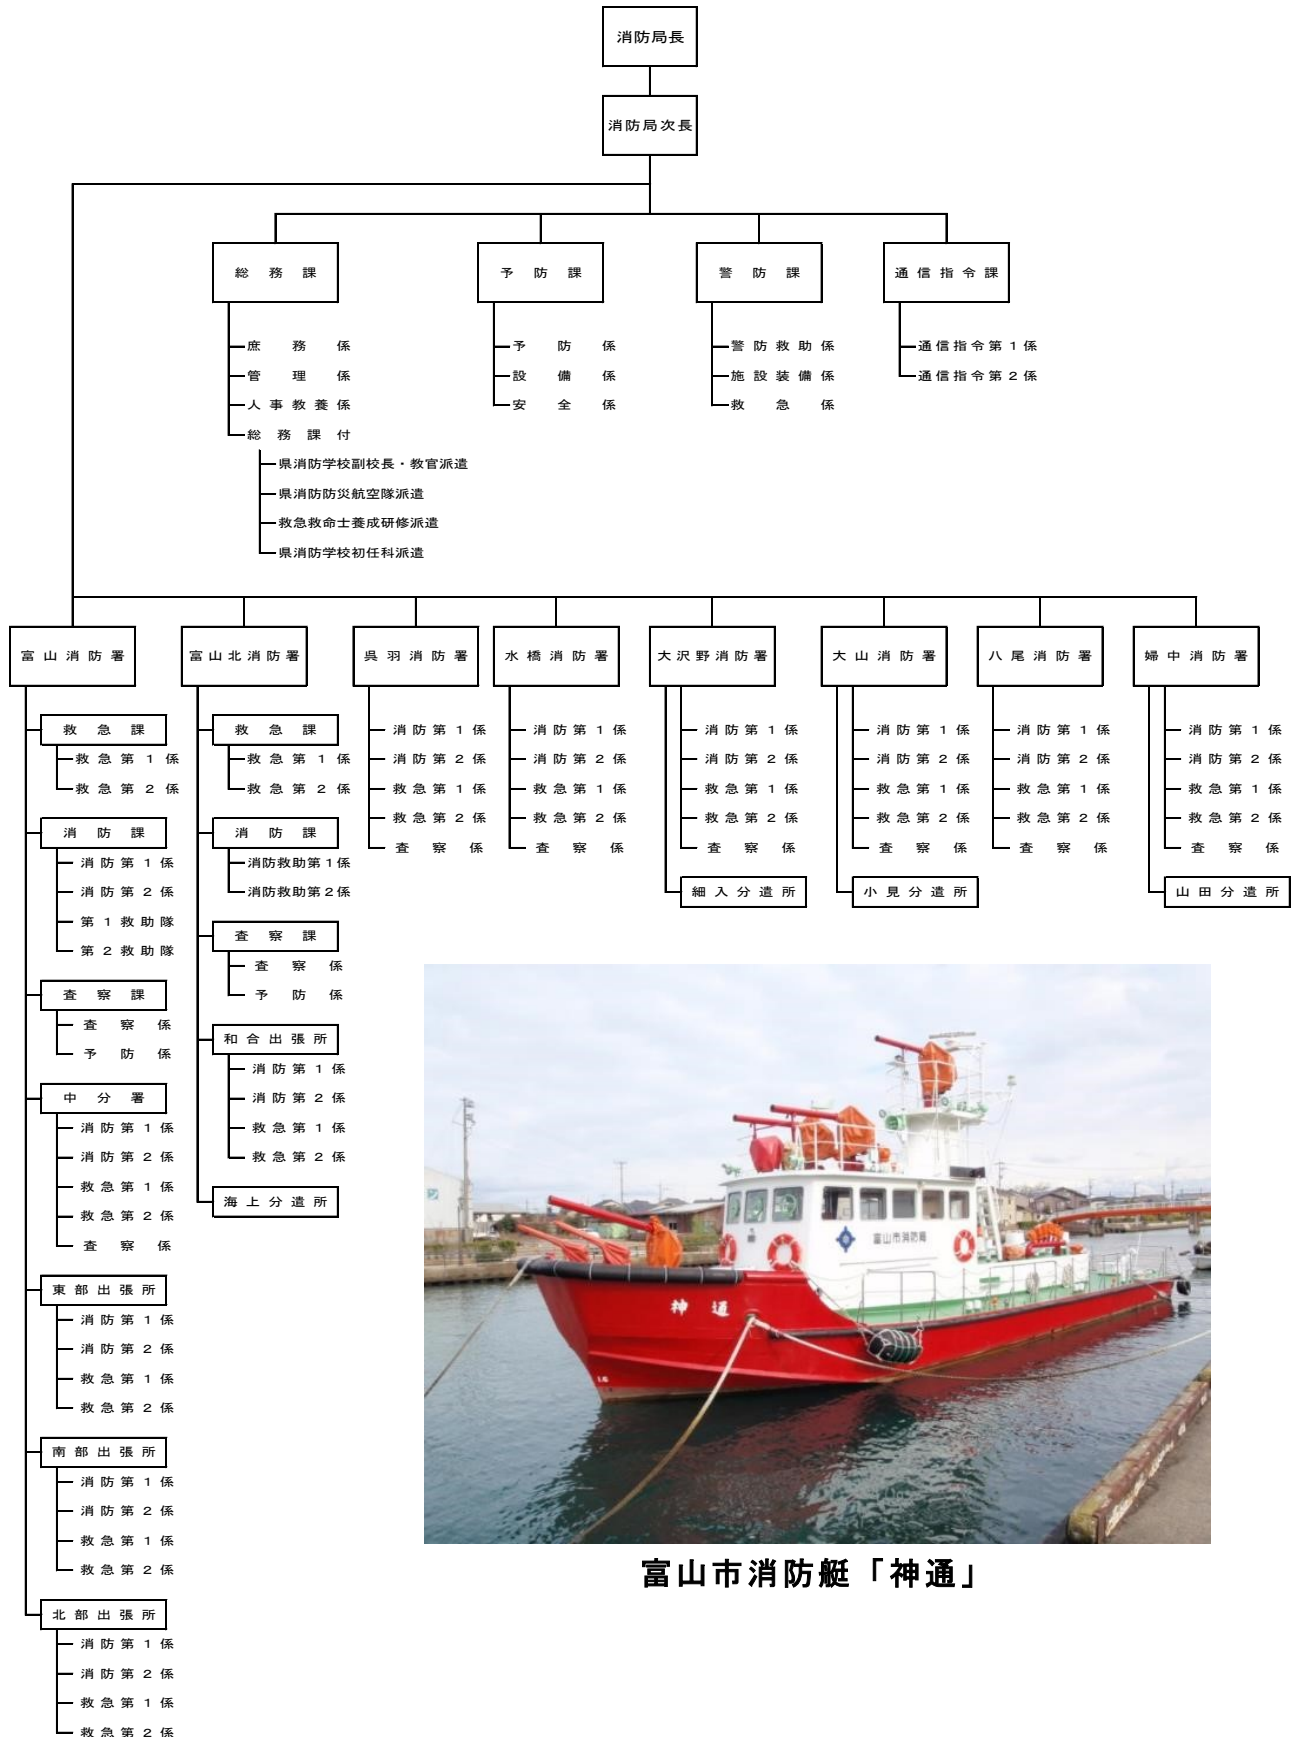 消防局長
消防局次長
総務課
予防課
警防課
通信指令課
庶務係
管理係
人事教養係
総務課付
県消防学校副校長・教官派遣
県消防防災航空隊派遣
救急救命士養成研修派遣
県消防学校初任科派遣
予防係
設備係
安全係
警防救助係
施設装備係
救急係
通信指令第1係
通信指令第2係
富山消防署
救急課
救急第1係
救急第2係
消防課
消防第1係
消防第2係
第1救助隊
第2救助隊
査察課
査察係
予防係
中分署
消防第1係
消防第2係
救急第1係
救急第2係
査察係
東部出張所
消防第1係
消防第2係
救急第1係
救急第2係
南部出張所
消防第1係
消防第2係
救急第1係
救急第2係
北部出張所
消防第1係
消防第2係
救急第1係
救急第2係
富山北消防署
救急課
救急第1係
救急第2係
消防課
消防救助第1係
消防救助第2係
査察課
査察係
予防係
和合出張所
消防第1係
消防第2係
救急第1係
救急第2係
海上分遣所
呉羽消防署
消防第1係
消防第2係
救急第1係
救急第2係
査察係
水橋消防署
消防第1係
消防第2係
救急第1係
救急第2係
査察係
大沢野消防署
消防第1係
消防第2係
救急第1係
救急第2係
査察係
細入分遣所
大山消防署
消防第1係
消防第2係
救急第1係
救急第2係
査察係
小見分遣所
八尾消防署
消防第1係
消防第2係
救急第1係
救急第2係
査察係
婦中消防署
消防第1係
消防第2係
救急第1係
救急第2係
査察係
山田分遣所
富山市消防局
神通
富山市消防艇「神通」